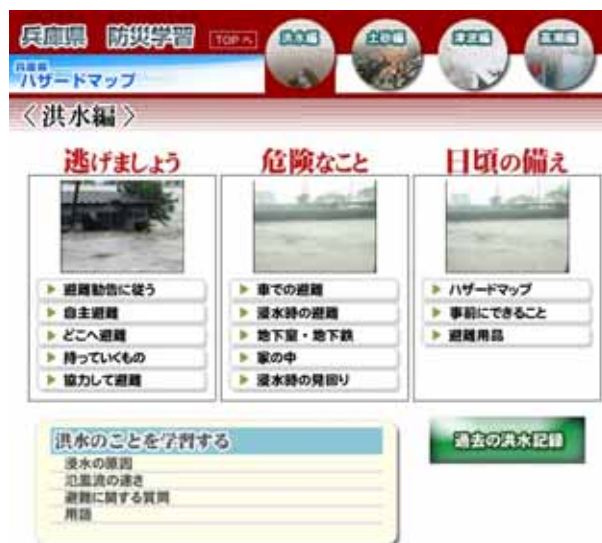 兵庫県 防災学習 TOPへ 洪水編 土砂編 津波編 高潮編
兵庫県
ハザードマップ
〈洪水編〉
逃げましょう 危険なこと 日頃の備え
避難勧告に従う
自主避難
どこへ避難
持っていくもの
協力して避難
車での避難
浸水時の避難
地下室・地下鉄
家の中
浸水時の見回り
ハザードマップ
事前にできること
避難用品
洪水のことを学習する
浸水の原因
氾濫流の速さ
避難に関する質問
用語
過去の洪水記録